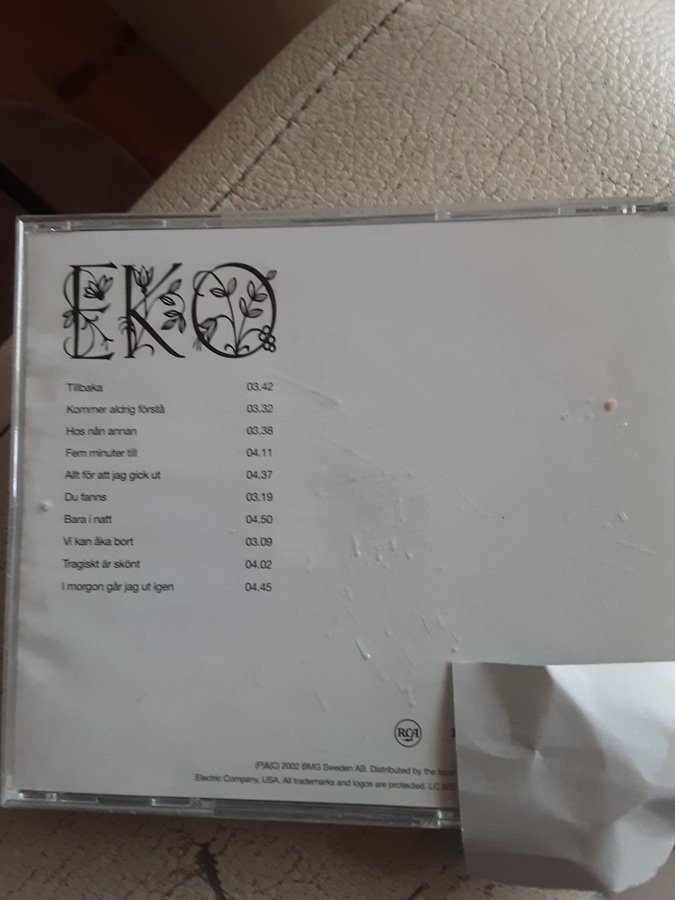 EKO
Tillbaka 03.42
Kommer aldrig förstå 03.32
Hos nån annan 03.38
Fem minuter till 04.11
Allt för att jag gick ut 04.37
Du fanns 03.19
Bara i natt 04.50
Vi kan åka bort 03.09
Tragiskt är skönt 04.02
I morgon går jag ut igen 04.45
RCA
(P)&(C) 2002 BMG Sweden AB. Distributed by the
Electric Company, USA. All trademarks and logos are protected. LC